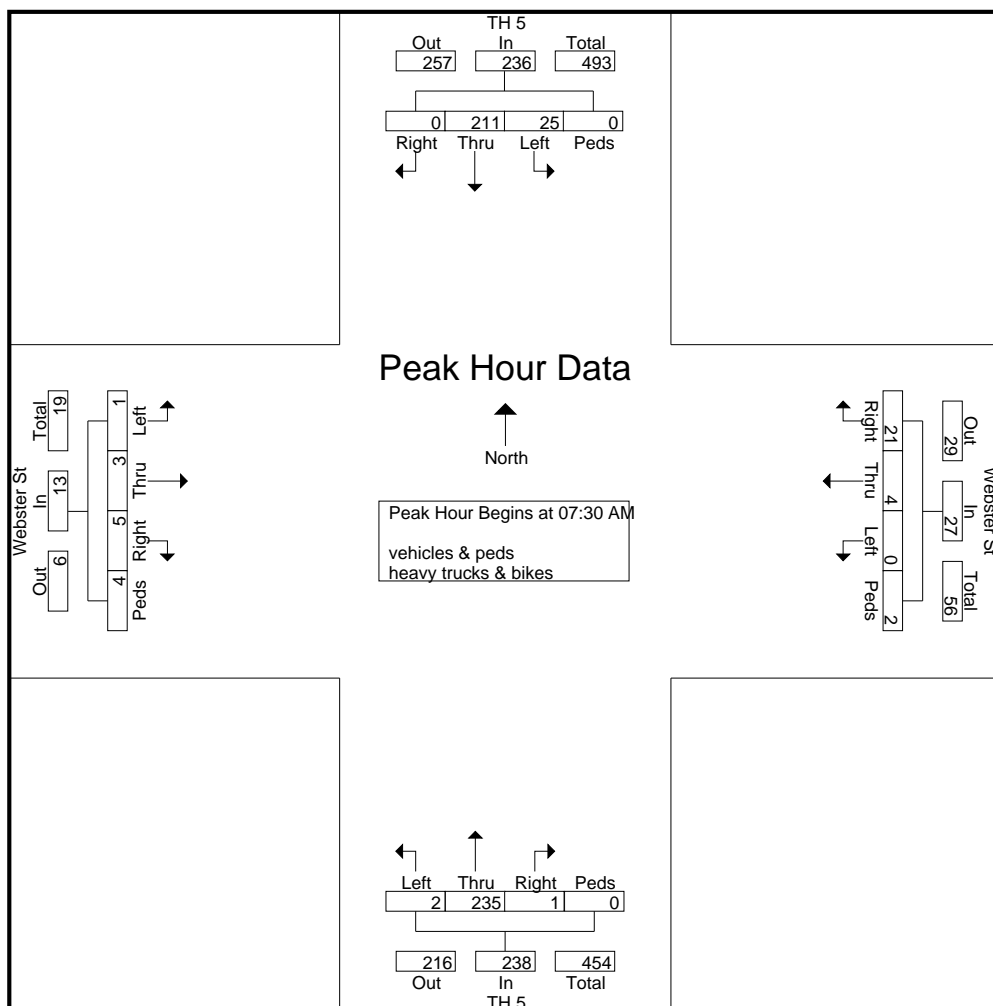 TH 5
Out In Total
257 236 493
0 211 25 0
Right Thru Left Peds
Peak Hour Data
North
Peak Hour Begins at 07:30 AM
vehicles & peds
heavy trucks & bikes
Webster St
Total In Out
19 13 6
1 3 5 4
Left Thru Right Peds
Right Thru Left Peds
21 4 0 2
Out In Total
29 27 56
Webster St
Left Thru Right Peds
2 235 1 0
216 238 454
Out In Total
TH 5